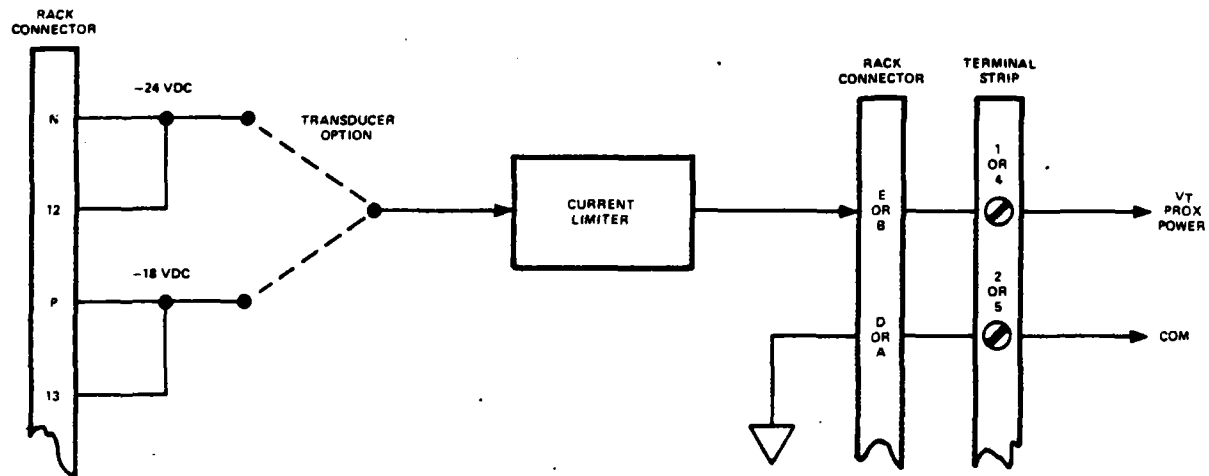 RACK
CONNECTOR
N
12
P
13
-24 VDC
-18 VDC
TRANSDUCER
OPTION
CURRENT
LIMITER
RACK
CONNECTOR
E
OR
B
D
OR
A
TERMINAL
STRIP
1
OR
4
2
OR
5
VT
PROX
POWER
COM